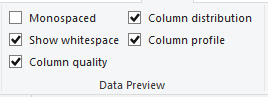 Monospaced
Column distribution
Show whitespace
Column profile
Column quality
Data Preview